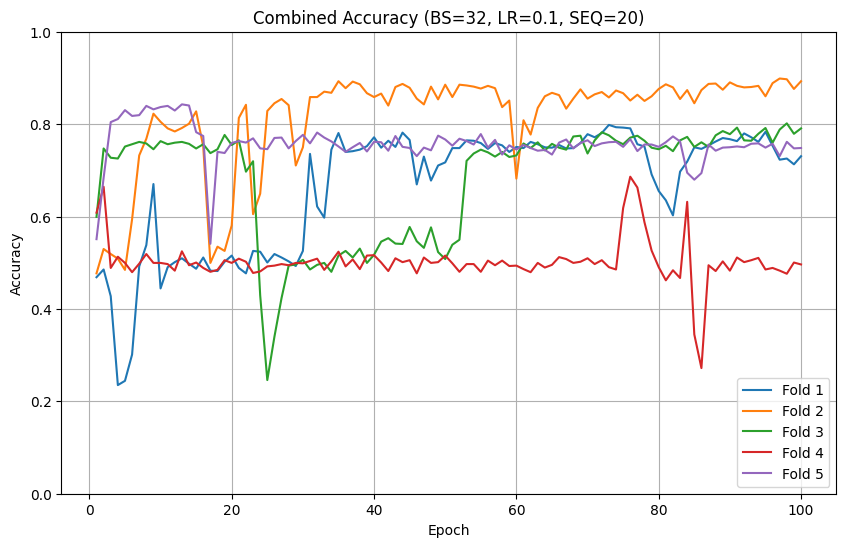 Combined Accuracy (BS=32, LR=0.1, SEQ=20)
1.0
0.8
0.6
0.4
0.2
0.0
Accuracy
0 20 40 60 80 100
Epoch
Fold 1
Fold 2
Fold 3
Fold 4
Fold 5